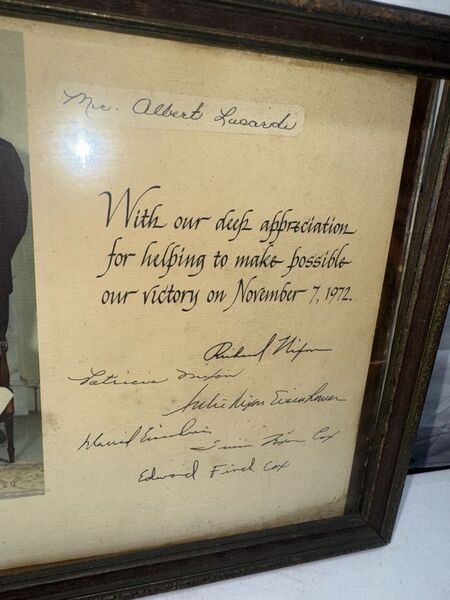 Mr. Albert Lusardi
With our deep appreciation
for helping to make possible
our victory on November 7, 1972.
Richard Nixon
Patricia Nixon
Julie Nixon Eisenhower
David Eisenhower
Tricia Nixon Cox
Edward Finch Cox